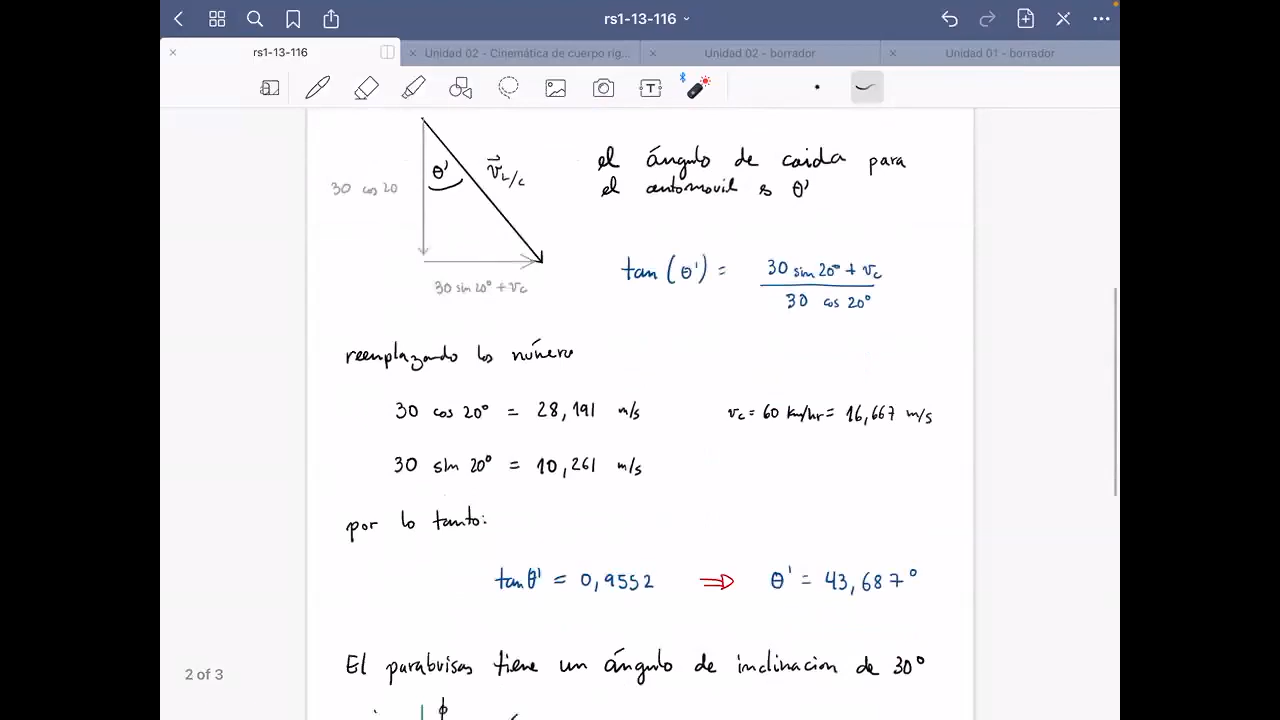 rs1-13-116
rs1-13-116
Unidad 02 - Cinemática de cuerpo ríg...
Unidad 02 - borrador
Unidad 01 - borrador
T
θ'
v⃗ L/c
30 cos 20
30 sin 20° + vc
el ángulo de caida para
el automovil es θ'
tan (θ') = (30 sin 20° + vc) / (30 cos 20°)
reemplazando los número
30 cos 20° = 28,191 m/s
vc = 60 Km/hr = 16,667 m/s
30 sin 20° = 10,261 m/s
por lo tanto:
tan θ' = 0,9552 ⇒ θ' = 43,687°
El parabrisas tiene un ángulo de inclinacion de 30°
2 of 3
ϕ